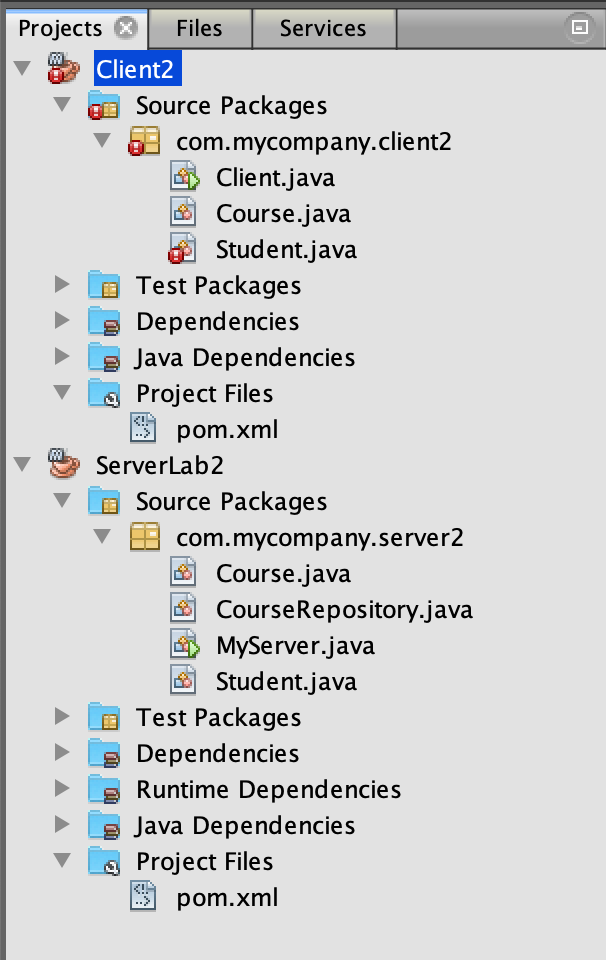 Projects Files Services
Client2
Source Packages
com.mycompany.client2
Client.java
Course.java
Student.java
Test Packages
Dependencies
Java Dependencies
Project Files
pom.xml
ServerLab2
Source Packages
com.mycompany.server2
Course.java
CourseRepository.java
MyServer.java
Student.java
Test Packages
Dependencies
Runtime Dependencies
Java Dependencies
Project Files
pom.xml